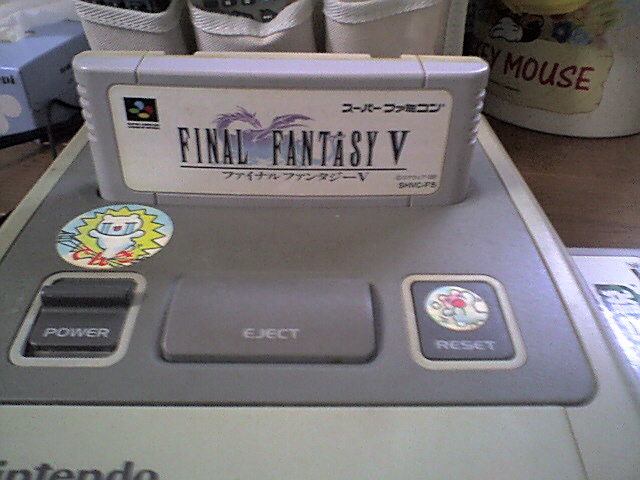 MOUSE
スーパーファミコン
FINAL FANTASY V
ファイナルファンタジーV
SHVC-F5
POWER
EJECT
RESET
Nintendo